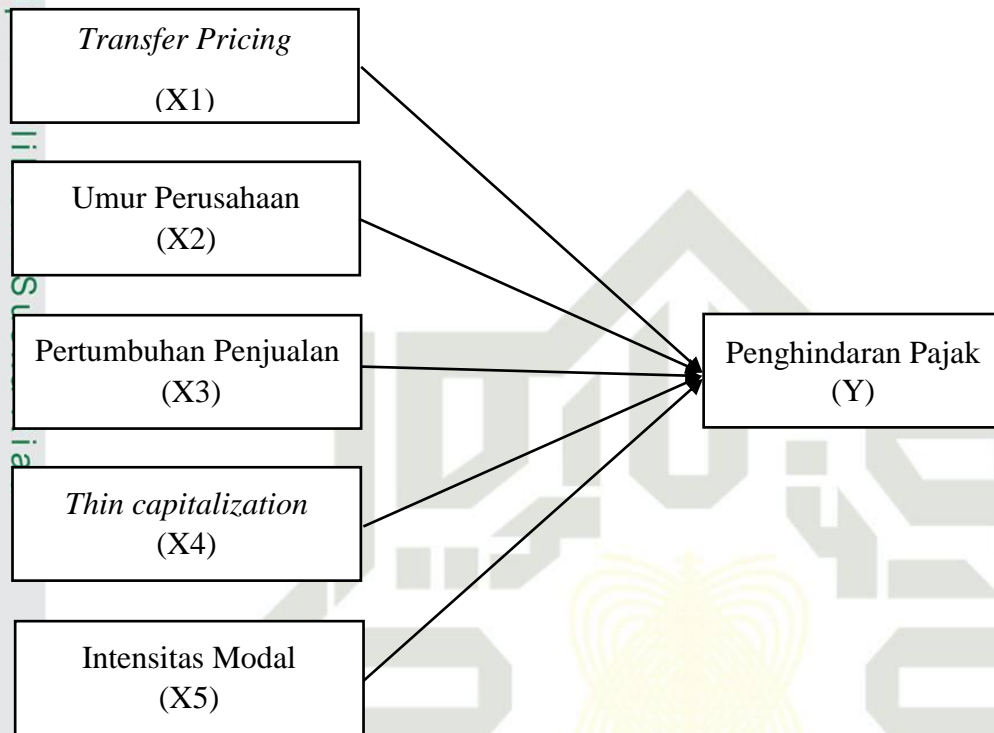 Transfer Pricing
(X1)
Umur Perusahaan
(X2)
Pertumbuhan Penjualan
(X3)
Thin capitalization
(X4)
Intensitas Modal
(X5)
Penghindaran Pajak
(Y)